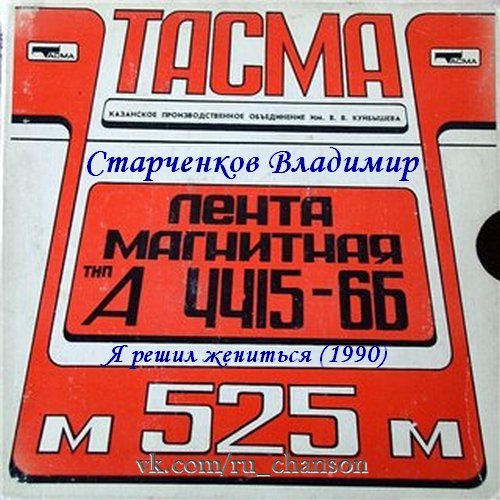 ТАСМА
ТАСМА
ТАСМА
КАЗАНСКОЕ ПРОИЗВОДСТВЕННОЕ ОБЪЕДИНЕНИЕ ИМ. В. В. КУЙБЫШЕВА
Старченков Владимир
ЛЕНТА
МАГНИТНАЯ
ТИП А 4415-6Б
Я решил жениться (1990)
М 525 М
vk.com/ru_chanson